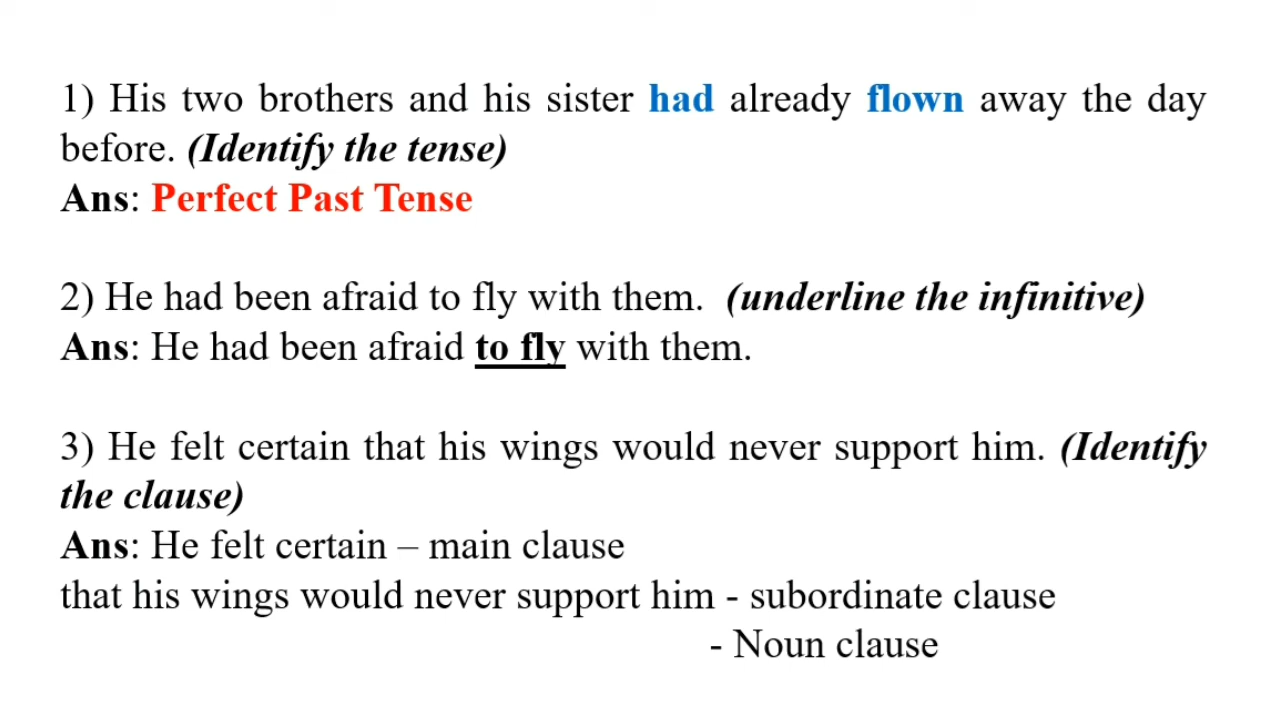 1) His two brothers and his sister had already flown away the day
before. (Identify the tense)
Ans: Perfect Past Tense
2) He had been afraid to fly with them. (underline the infinitive)
Ans: He had been afraid to fly with them.
3) He felt certain that his wings would never support him. (Identify
the clause)
Ans: He felt certain – main clause
that his wings would never support him - subordinate clause
- Noun clause